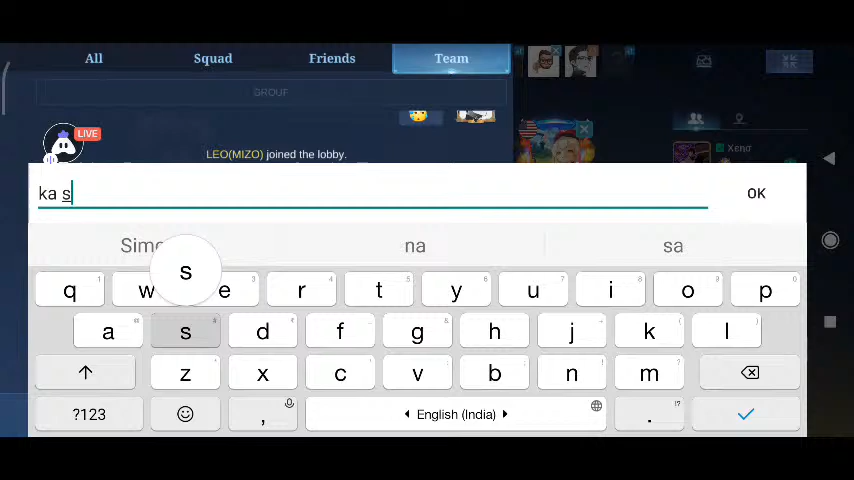 All Squad Friends Team
GROUP
LIVE
LEO(MIZO) joined the lobby.
Xeno
ka s
OK
na sa
s
q w e r t y u i o p
a s d f g h j k l
z x c v b n m
?123 , English (India) .